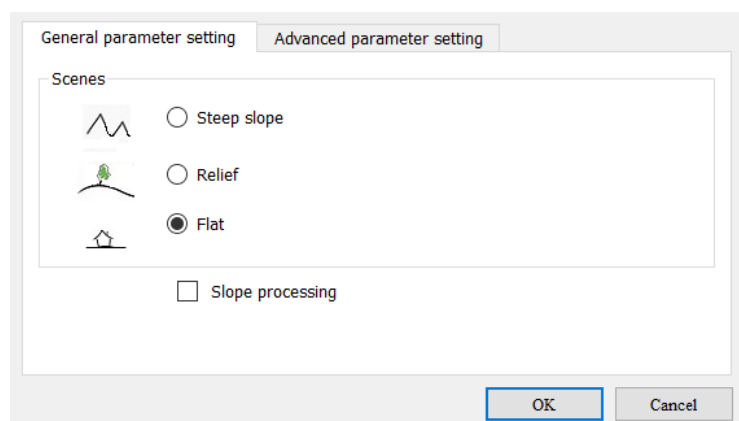 General parameter setting
Advanced parameter setting
Scenes
Steep slope
Relief
Flat
Slope processing
OK
Cancel